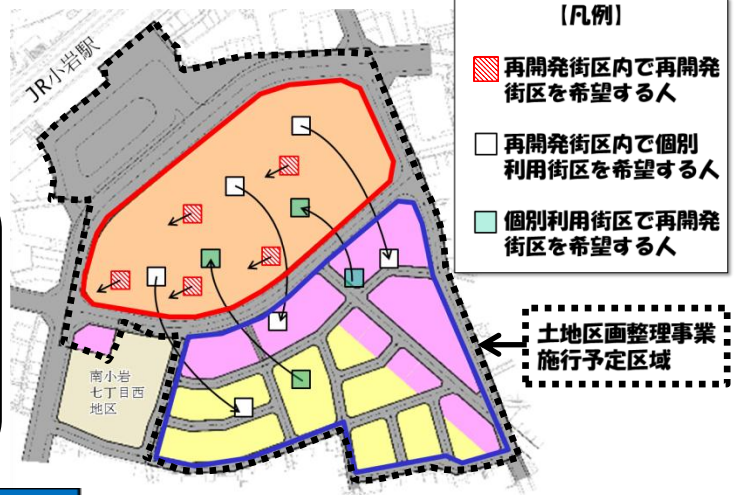 JR小岩駅
【凡例】
再開発街区内で再開発
街区を希望する人
再開発街区内で個別
利用街区を希望する人
個別利用街区で再開発
街区を希望する人
土地区画整理事業
施行予定区域
南小岩
七丁目西
地区